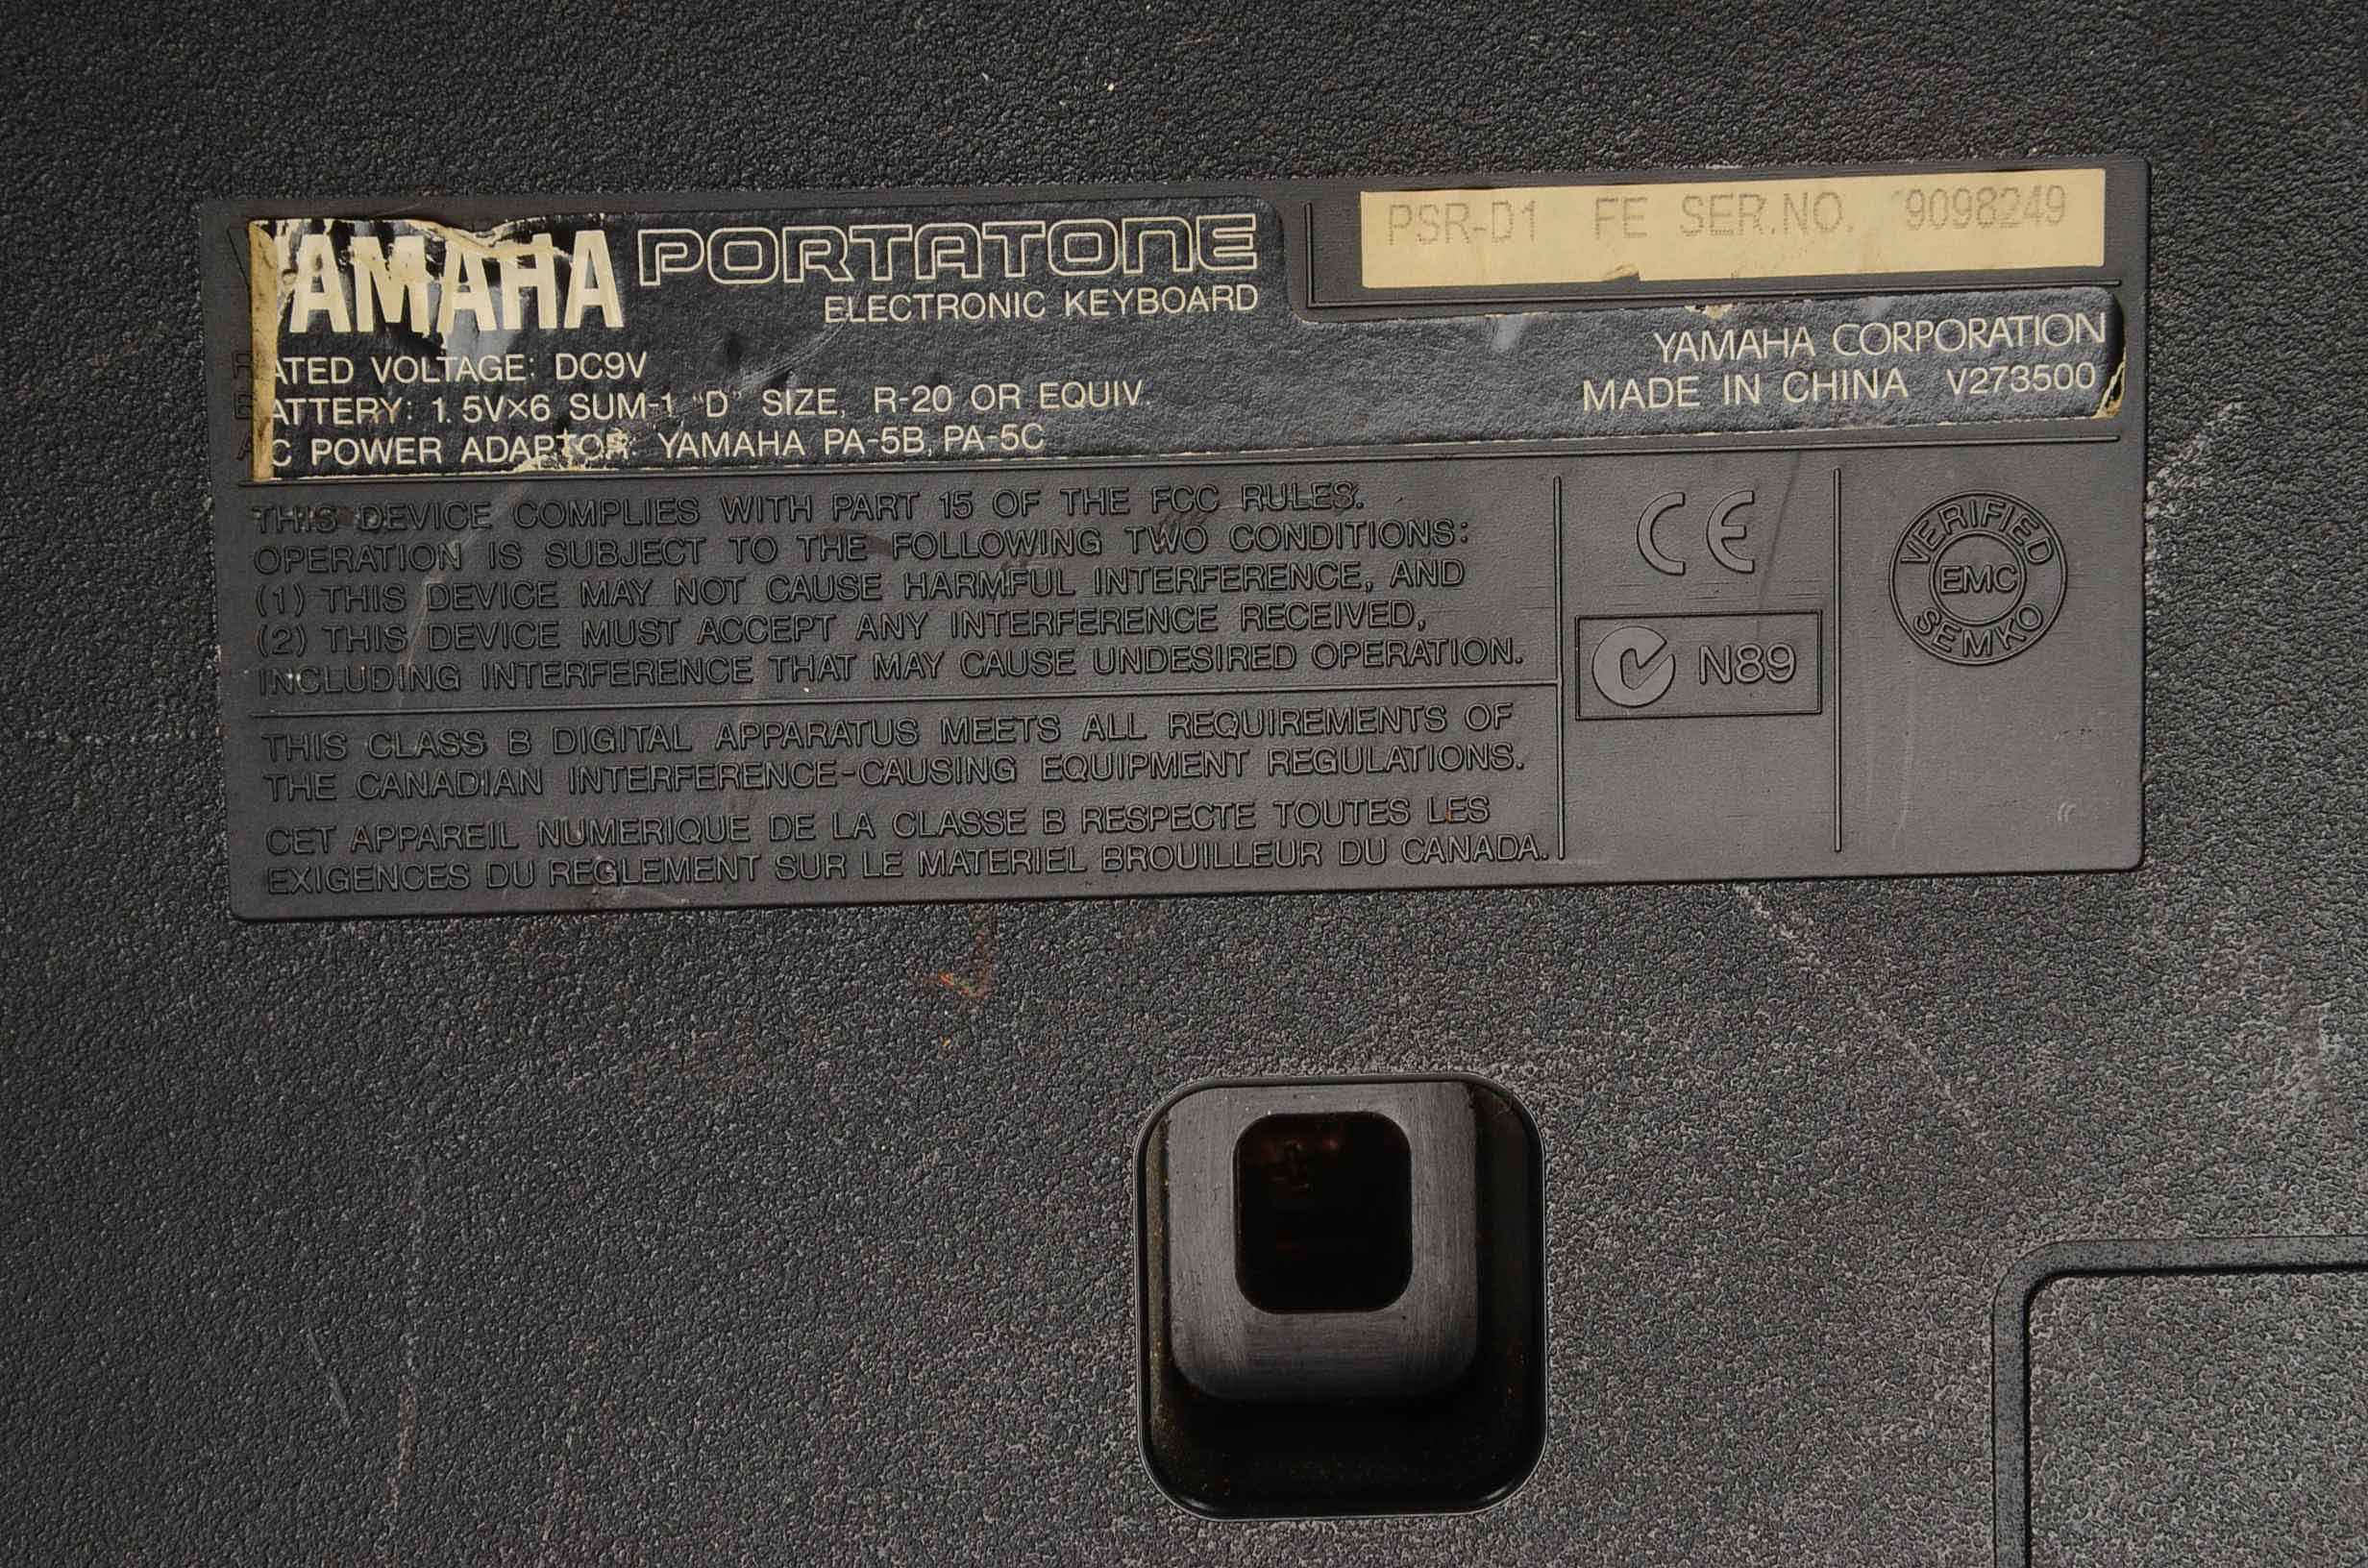 YAMAHA PORTATONE
ELECTRONIC KEYBOARD
RATED VOLTAGE: DC9V
BATTERY: 1.5V×6 SUM-1 "D" SIZE, R-20 OR EQUIV.
AC POWER ADAPTOR: YAMAHA PA-5B, PA-5C
PSR-D1 FE SER.NO. 9098249
YAMAHA CORPORATION
MADE IN CHINA V273500
THIS DEVICE COMPLIES WITH PART 15 OF THE FCC RULES.
OPERATION IS SUBJECT TO THE FOLLOWING TWO CONDITIONS:
(1) THIS DEVICE MAY NOT CAUSE HARMFUL INTERFERENCE, AND
(2) THIS DEVICE MUST ACCEPT ANY INTERFERENCE RECEIVED,
INCLUDING INTERFERENCE THAT MAY CAUSE UNDESIRED OPERATION.
THIS CLASS B DIGITAL APPARATUS MEETS ALL REQUIREMENTS OF
THE CANADIAN INTERFERENCE-CAUSING EQUIPMENT REGULATIONS.
CET APPAREIL NUMERIQUE DE LA CLASSE B RESPECTE TOUTES LES
EXIGENCES DU REGLEMENT SUR LE MATERIEL BROUILLEUR DU CANADA.
CE
N89
VERIFIED
EMC
SEMKO